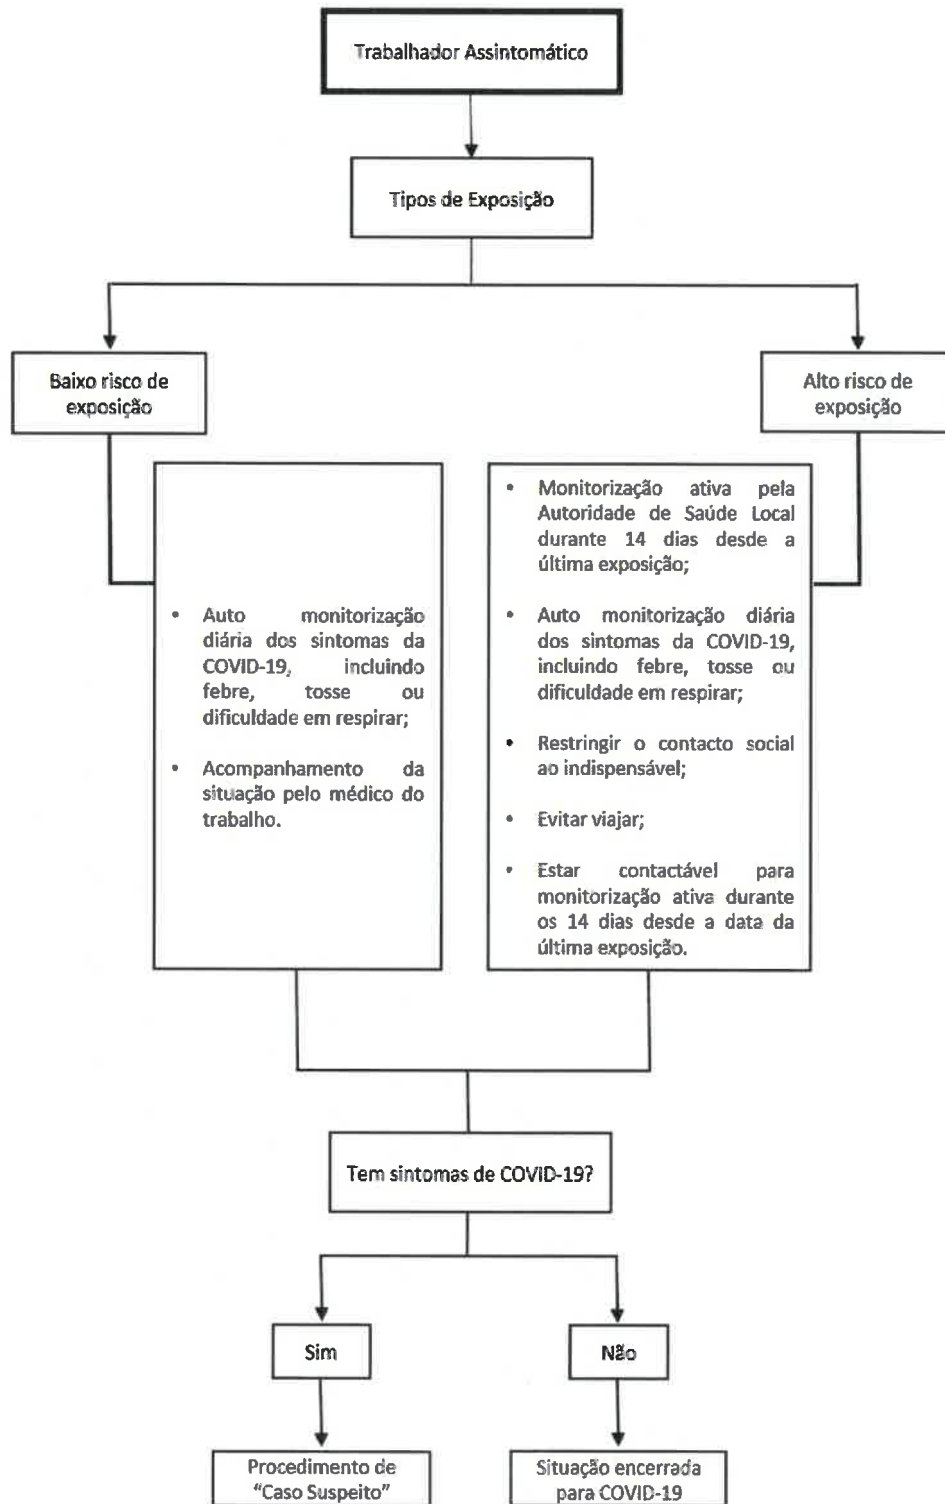 Trabalhador Assintomático
Tipos de Exposição
Baixo risco de
exposição
Alto risco de
exposição
• Auto monitorização
diária dos sintomas da
COVID-19, incluindo
febre, tosse ou
dificuldade em respirar;
• Acompanhamento da
situação pelo médico do
trabalho.
• Monitorização ativa pela
Autoridade de Saúde Local
durante 14 dias desde a
última exposição;
• Auto monitorização diária
dos sintomas da COVID-19,
incluindo febre, tosse ou
dificuldade em respirar;
• Restringir o contacto social
ao indispensável;
• Evitar viajar;
• Estar contactável para
monitorização ativa durante
os 14 dias desde a data da
última exposição.
Tem sintomas de COVID-19?
Sim
Não
Procedimento de
“Caso Suspeito”
Situação encerrada
para COVID-19